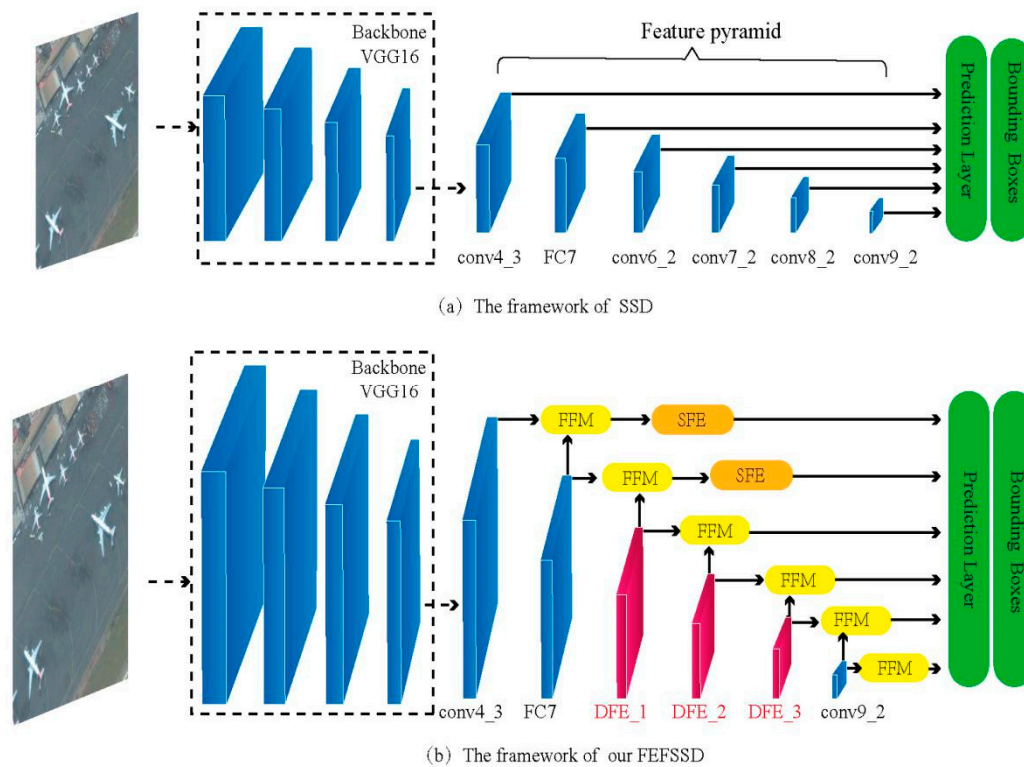 Backbone
VGG16
Feature pyramid
Prediction Layer
Bounding Boxes
conv4_3
FC7
conv6_2
conv7_2
conv8_2
conv9_2
(a) The framework of SSD
Backbone
VGG16
FFM
SFE
FFM
SFE
FFM
FFM
FFM
FFM
Prediction Layer
Bounding Boxes
conv4_3
FC7
DFE_1
DFE_2
DFE_3
conv9_2
(b) The framework of our FEFSSD